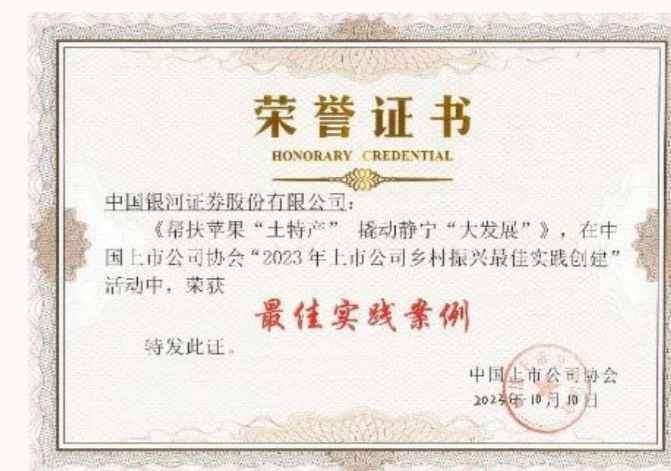 荣誉证书
HONORARY CREDENTIAL
中国银河证券股份有限公司:
《帮扶苹果“土特产” 撬动静宁“大发展”》，在中
国上市公司协会“2023年上市公司乡村振兴最佳实践创建”
活动中，荣获
最佳实践案例
特发此证。
中国上市公司协会
2023年10月10日